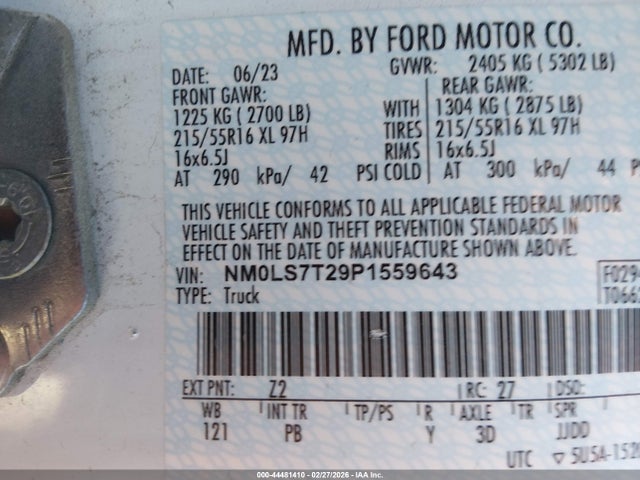 MFD. BY FORD MOTOR CO.
DATE: 06/23 GVWR: 2405 KG ( 5302 LB)
FRONT GAWR: REAR GAWR:
1225 KG ( 2700 LB) WITH 1304 KG ( 2875 LB)
215/55R16 XL 97H TIRES 215/55R16 XL 97H
16x6.5J RIMS 16x6.5J
AT 290 kPa/ 42 PSI COLD AT 300 kPa/ 44
THIS VEHICLE CONFORMS TO ALL APPLICABLE FEDERAL MOTOR
VEHICLE SAFETY AND THEFT PREVENTION STANDARDS IN
EFFECT ON THE DATE OF MANUFACTURE SHOWN ABOVE.
VIN: NM0LS7T29P1559643
TYPE: Truck
EXT PNT: Z2 RC: 27 DSO:
WB INT TR TP/PS R AXLE TR SPR
121 PB Y 3D JJDD
UTC
000-44481410 - 02/27/2026 - Copyright IAA Inc.